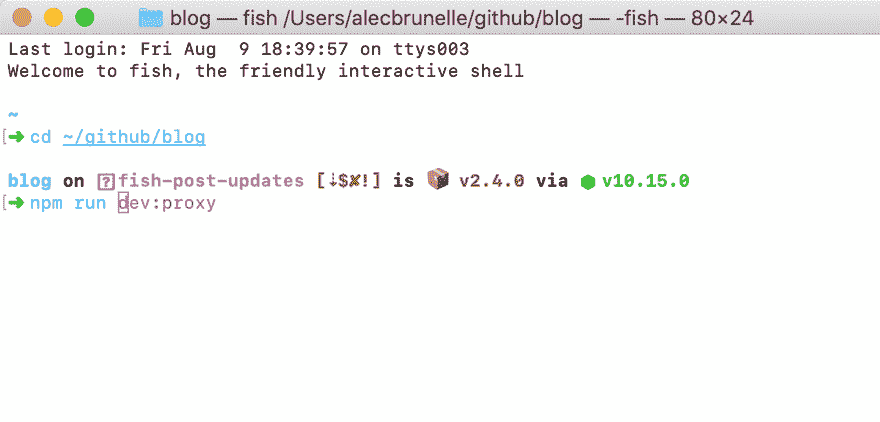 blog — fish /Users/alecbrunelle/github/blog — -fish — 80×24
Last login: Fri Aug  9 18:39:57 on ttys003
Welcome to fish, the friendly interactive shell
~
➜ cd ~/github/blog
blog on ⍰ fish-post-updates [⇣$✘!] is 📦 v2.4.0 via ⬢ v10.15.0
➜ npm run dev:proxy